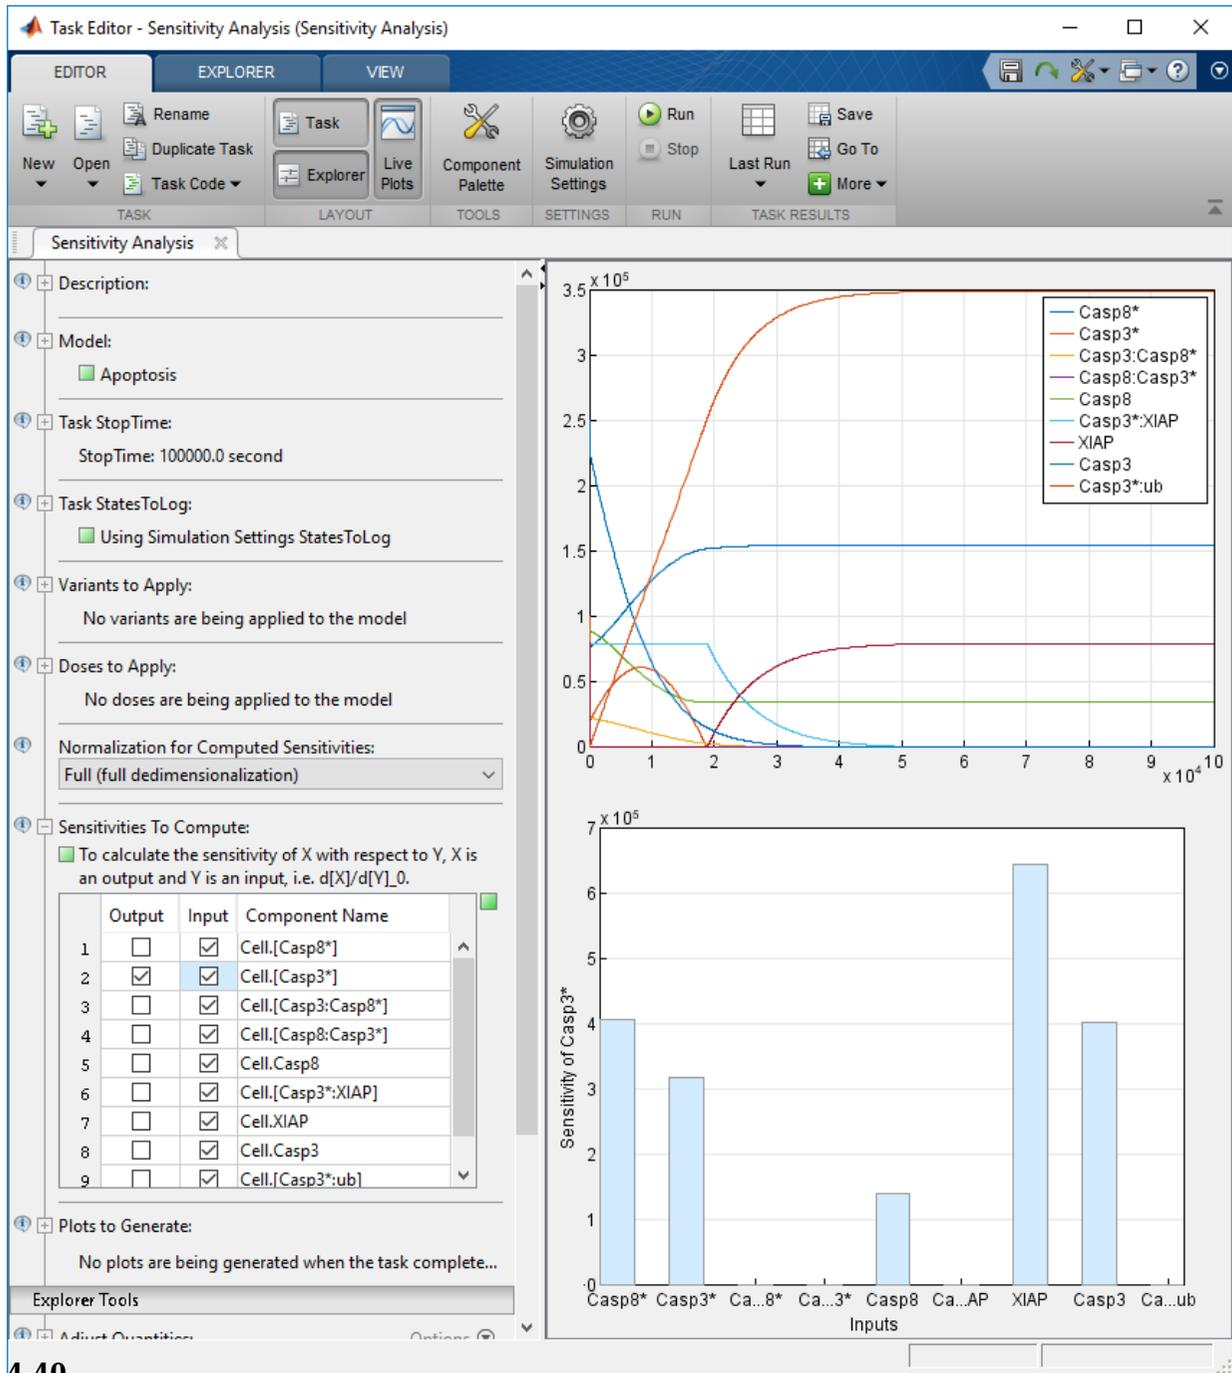 Task Editor - Sensitivity Analysis (Sensitivity Analysis)
EDITOR EXPLORER VIEW
New
Open
Rename
Duplicate Task
Task Code
TASK
Task
Explorer
Live Plots
LAYOUT
Component Palette
TOOLS
Simulation Settings
SETTINGS
Run
Stop
RUN
Last Run
Save
Go To
More
TASK RESULTS
Sensitivity Analysis
Description:
Model:
Apoptosis
Task StopTime:
StopTime: 100000.0 second
Task StatesToLog:
Using Simulation Settings StatesToLog
Variants to Apply:
No variants are being applied to the model
Doses to Apply:
No doses are being applied to the model
Normalization for Computed Sensitivities:
Full (full dedimensionalization)
Sensitivities To Compute:
To calculate the sensitivity of X with respect to Y, X is
an output and Y is an input, i.e. d[X]/d[Y]_0.
Output Input Component Name
1 Cell.[Casp8*]
2 Cell.[Casp3*]
3 Cell.[Casp3:Casp8*]
4 Cell.[Casp8:Casp3*]
5 Cell.Casp8
6 Cell.[Casp3*:XIAP]
7 Cell.XIAP
8 Cell.Casp3
9 Cell.[Casp3*:ub]
Plots to Generate:
No plots are being generated when the task complete...
Explorer Tools
Adjust Quantities: Options
x 10^5
3.5
3
2.5
2
1.5
1
0.5
0
0 1 2 3 4 5 6 7 8 9 10
x 10^4
Casp8*
Casp3*
Casp3:Casp8*
Casp8:Casp3*
Casp8
Casp3*:XIAP
XIAP
Casp3
Casp3*:ub
x 10^5
7
6
5
4
3
2
1
0
Sensitivity of Casp3*
Casp8* Casp3* Ca...8* Ca...3* Casp8 Ca...AP XIAP Casp3 Ca...ub
Inputs
4-40